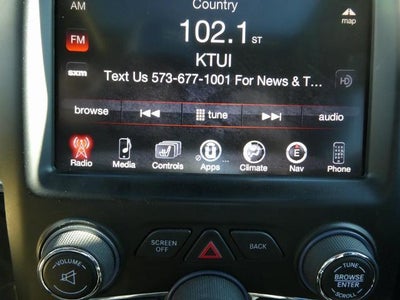 Country
AM
map
102.1 ST
FM
KTUI
sxm
Text Us 573-677-1001 For News & T...
HD
browse
tune
audio
Radio
Media
Controls
Apps
Climate
E
Nav
Phone
SCREEN OFF
BACK
VOLUME
TUNE
BROWSE
ENTER
SCROLL